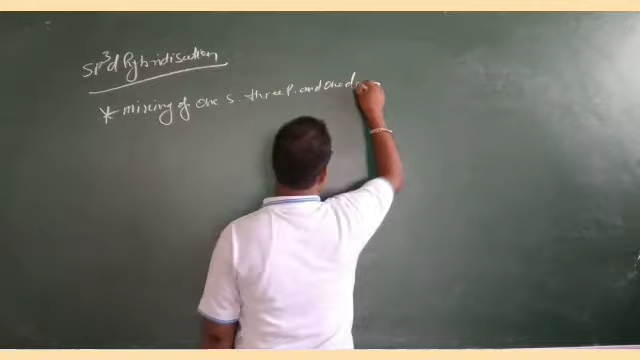 sp³d Hybridisation
* mixing of one s three p. and one d